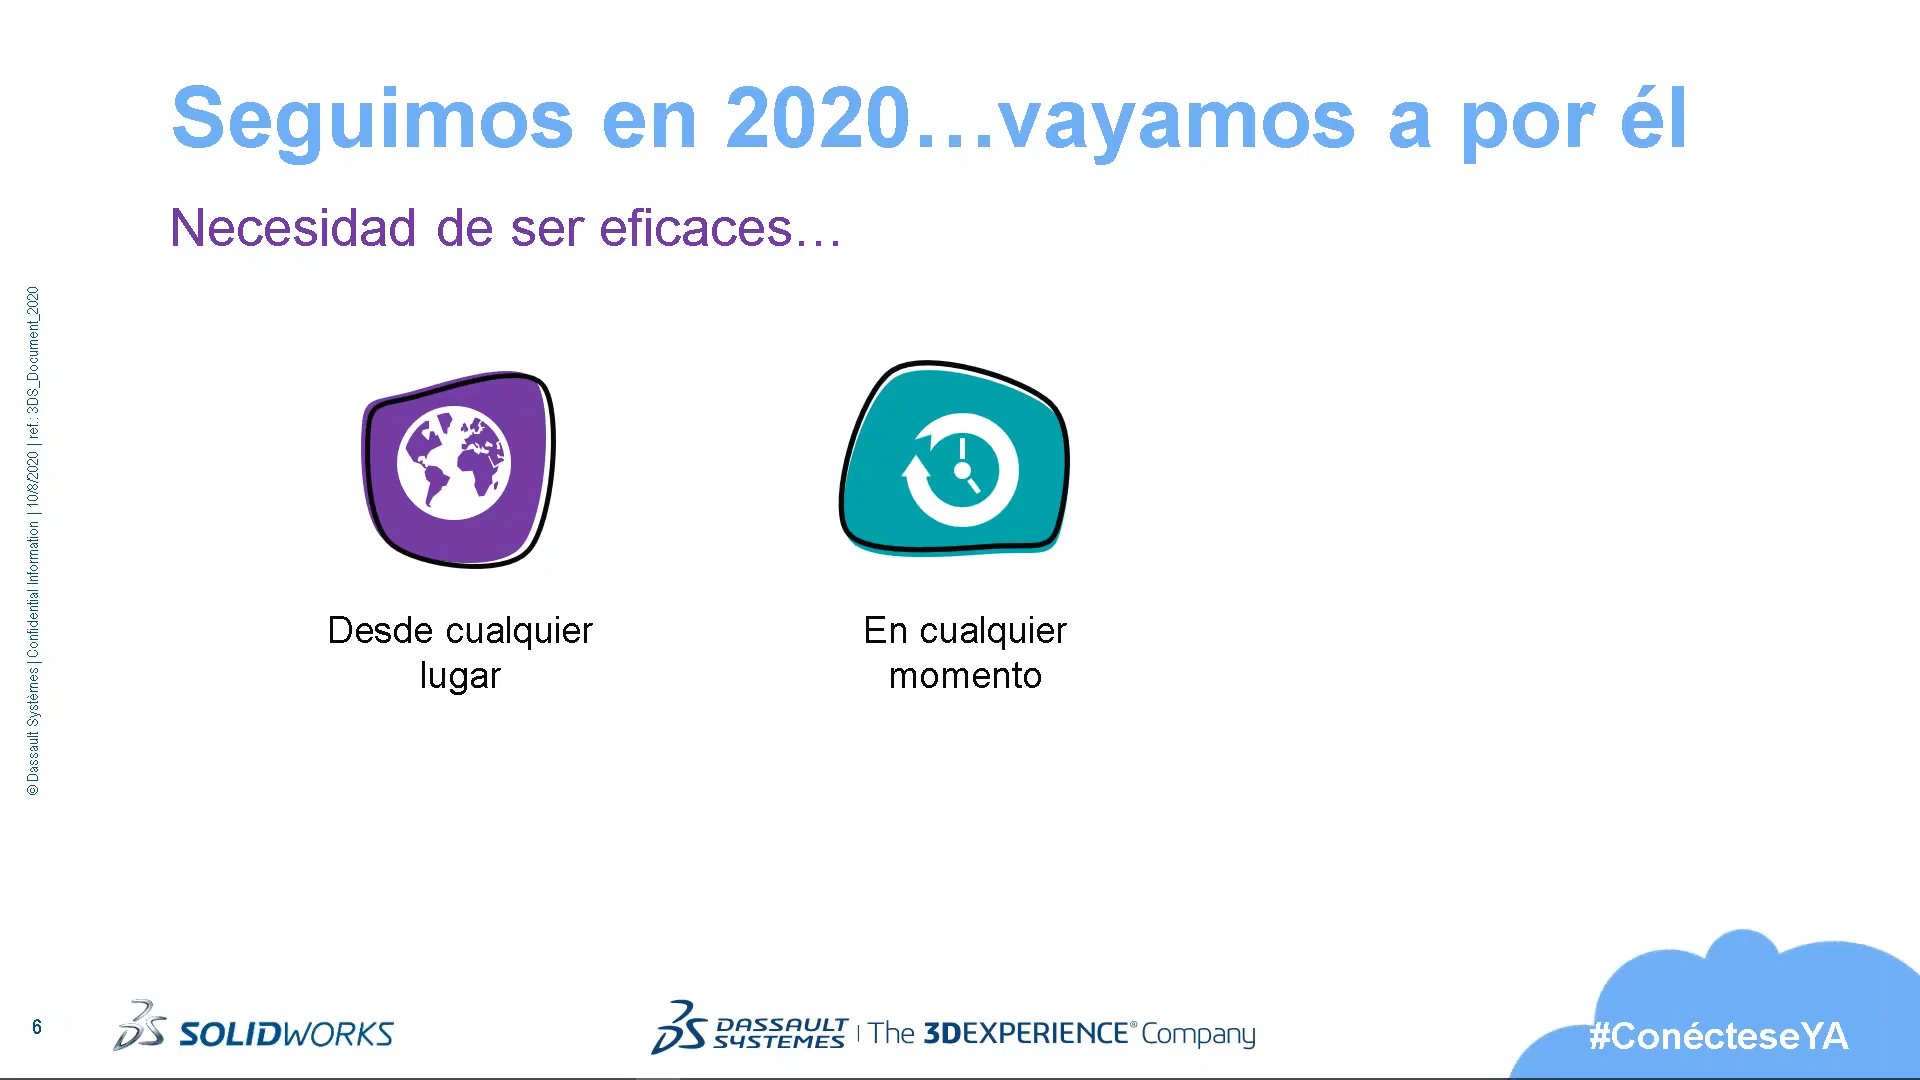 Seguimos en 2020…vayamos a por él
Necesidad de ser eficaces…
© Dassault Systèmes | Confidential Information | 10/8/2020 | ref.: 3DS_Document_2020
Desde cualquier
lugar
En cualquier
momento
6
SOLIDWORKS
DASSAULT
SYSTEMES | The 3DEXPERIENCE® Company
#ConécteseYA